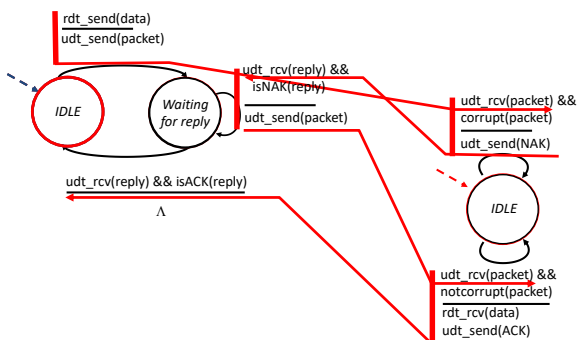 rdt_send(data)
udt_send(packet)
IDLE
Waiting
for reply
udt_rcv(reply) &&
isNAK(reply)
udt_send(packet)
udt_rcv(reply) && isACK(reply)
Λ
udt_rcv(packet) &&
corrupt(packet)
udt_send(NAK)
IDLE
udt_rcv(packet) &&
notcorrupt(packet)
rdt_rcv(data)
udt_send(ACK)